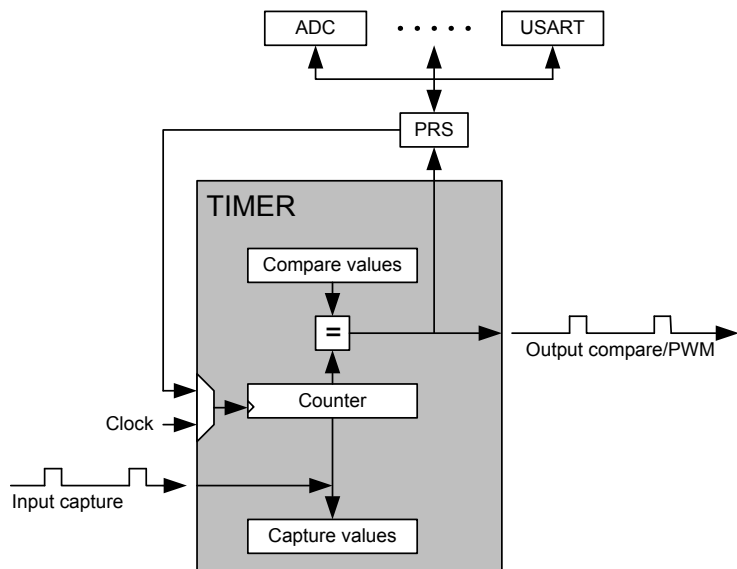 ADC
USART
PRS
TIMER
Compare values
=
Output compare/PWM
Counter
Clock
Input capture
Capture values